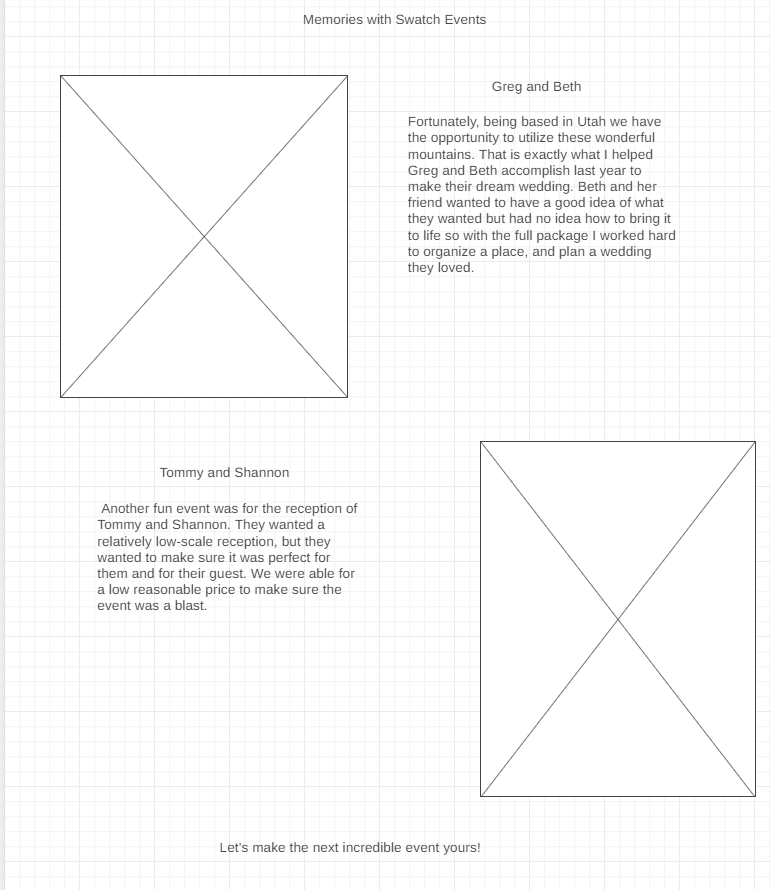 Memories with Swatch Events
Greg and Beth
Fortunately, being based in Utah we have
the opportunity to utilize these wonderful
mountains. That is exactly what I helped
Greg and Beth accomplish last year to
make their dream wedding. Beth and her
friend wanted to have a good idea of what
they wanted but had no idea how to bring it
to life so with the full package I worked hard
to organize a place, and plan a wedding
they loved.
Tommy and Shannon
Another fun event was for the reception of
Tommy and Shannon. They wanted a
relatively low-scale reception, but they
wanted to make sure it was perfect for
them and for their guest. We were able for
a low reasonable price to make sure the
event was a blast.
Let's make the next incredible event yours!